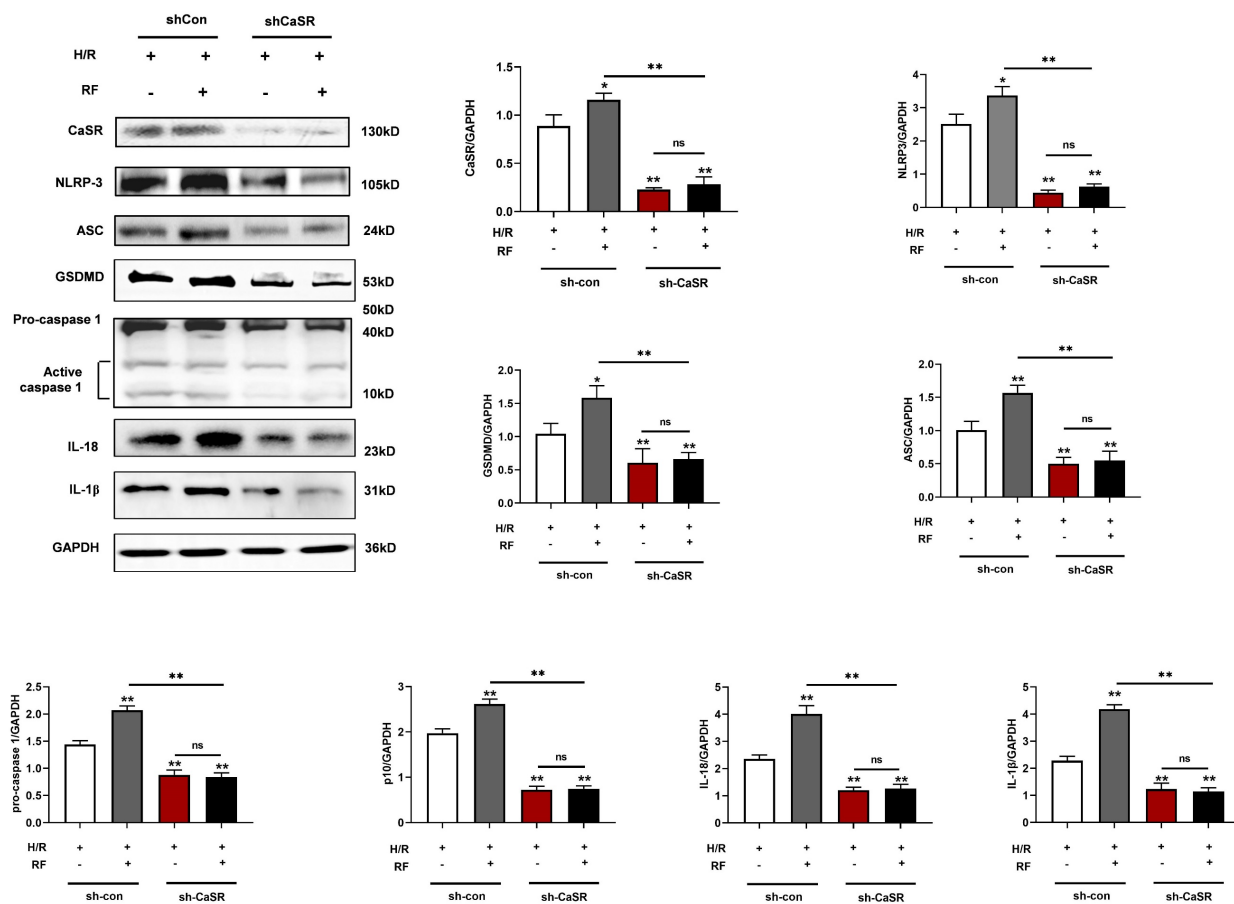 shCon shCaSR
H/R + + + +
RF - + - +
CaSR 130kD
NLRP-3 105kD
ASC 24kD
GSDMD 53kD
50kD
Pro-caspase 1 40kD
Active
caspase 1 10kD
IL-18 23kD
IL-1β 31kD
GAPDH 36kD
CaSR/GAPDH
1.5
1.0
0.5
0.0
**
*
ns
** **
H/R + + + +
RF - + - +
sh-con sh-CaSR
NLRP3/GAPDH
4
3
2
1
0
**
*
ns
** **
H/R + + + +
RF - + - +
sh-con sh-CaSR
GSDMD/GAPDH
2.0
1.5
1.0
0.5
0.0
**
*
ns
** **
H/R + + + +
RF - + - +
sh-con sh-CaSR
ASC/GAPDH
2.0
1.5
1.0
0.5
0.0
**
**
ns
** **
H/R + + + +
RF - + - +
sh-con sh-CaSR
pro-caspase 1/GAPDH
2.5
2.0
1.5
1.0
0.5
0.0
**
**
ns
** **
H/R + + + +
RF - + - +
sh-con sh-CaSR
p10/GAPDH
3
2
1
0
**
**
ns
** **
H/R + + + +
RF - + - +
sh-con sh-CaSR
IL-18/GAPDH
5
4
3
2
1
0
**
**
ns
** **
H/R + + + +
RF - + - +
sh-con sh-CaSR
IL-1β/GAPDH
5
4
3
2
1
0
**
**
ns
** **
H/R + + + +
RF - + - +
sh-con sh-CaSR